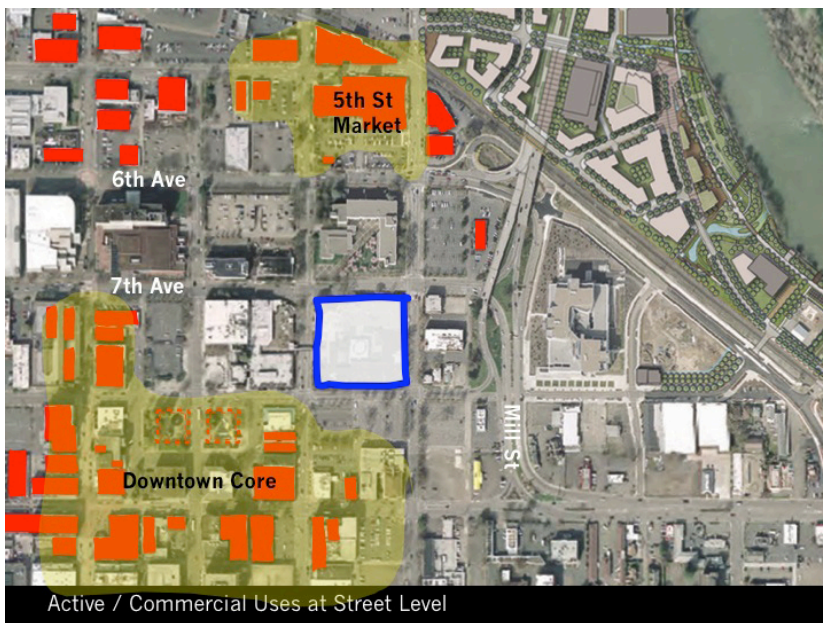 5th St
Market
6th Ave
7th Ave
Mill St
Downtown Core
Active / Commercial Uses at Street Level